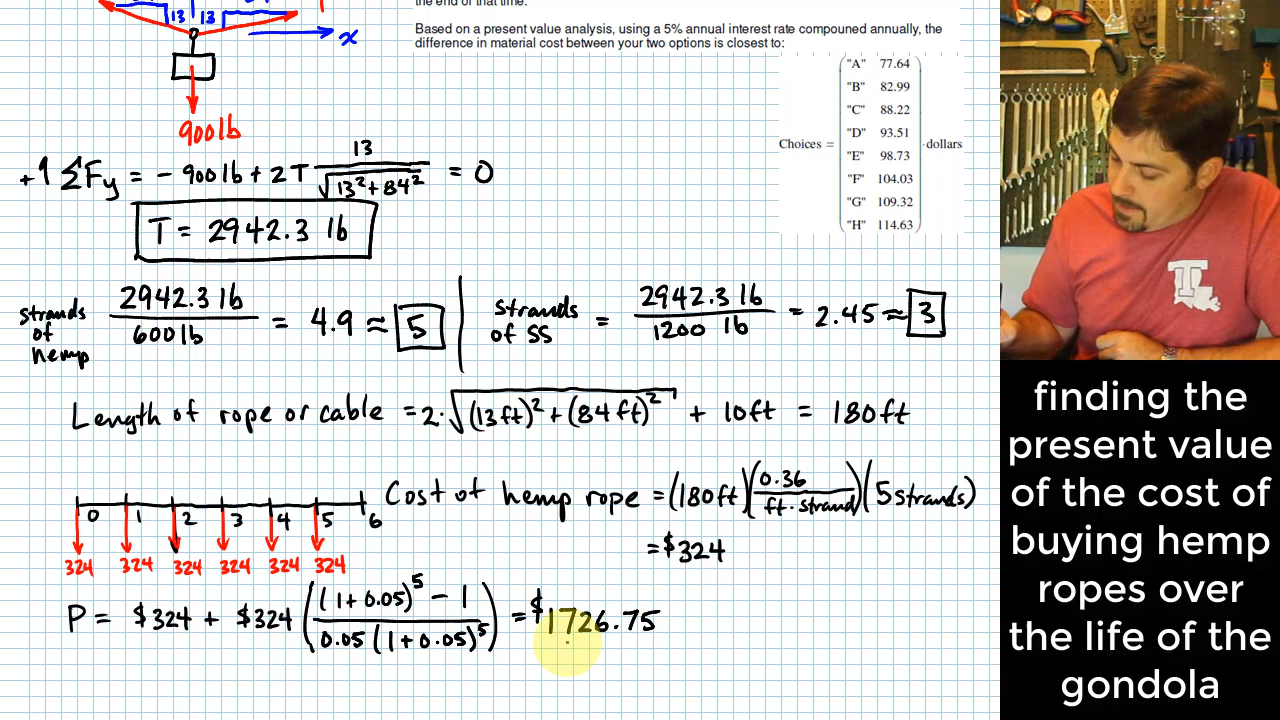 the end of that time.
Based on a present value analysis, using a 5% annual interest rate compouned annually, the
difference in material cost between your two options is closest to:
13 13
x
900lb
Choices = ( "A" 77.64
"B" 82.99
"C" 88.22
"D" 93.51
"E" 98.73
"F" 104.03
"G" 109.32
"H" 114.63 ) · dollars
+↑ΣFy = - 900lb + 2T 13/√(13²+84²) = 0
T = 2942.3 lb
strands of hemp 2942.3 lb / 600lb = 4.9 ≈ 5
strands of SS = 2942.3 lb / 1200 lb = 2.45 ≈ 3
Length of rope or cable = 2·√((13ft)²+(84ft)²) + 10ft = 180ft
0 1 2 3 4 5 6
324 324 324 324 324 324
Cost of hemp rope = (180ft)(0.36/ft·strand)(5strands)
= $324
P = $324 + $324 (((1+0.05)⁵ - 1)/(0.05(1+0.05)⁵)) = $1726.75
finding the
present value
of the cost of
buying hemp
ropes over
the life of the
gondola